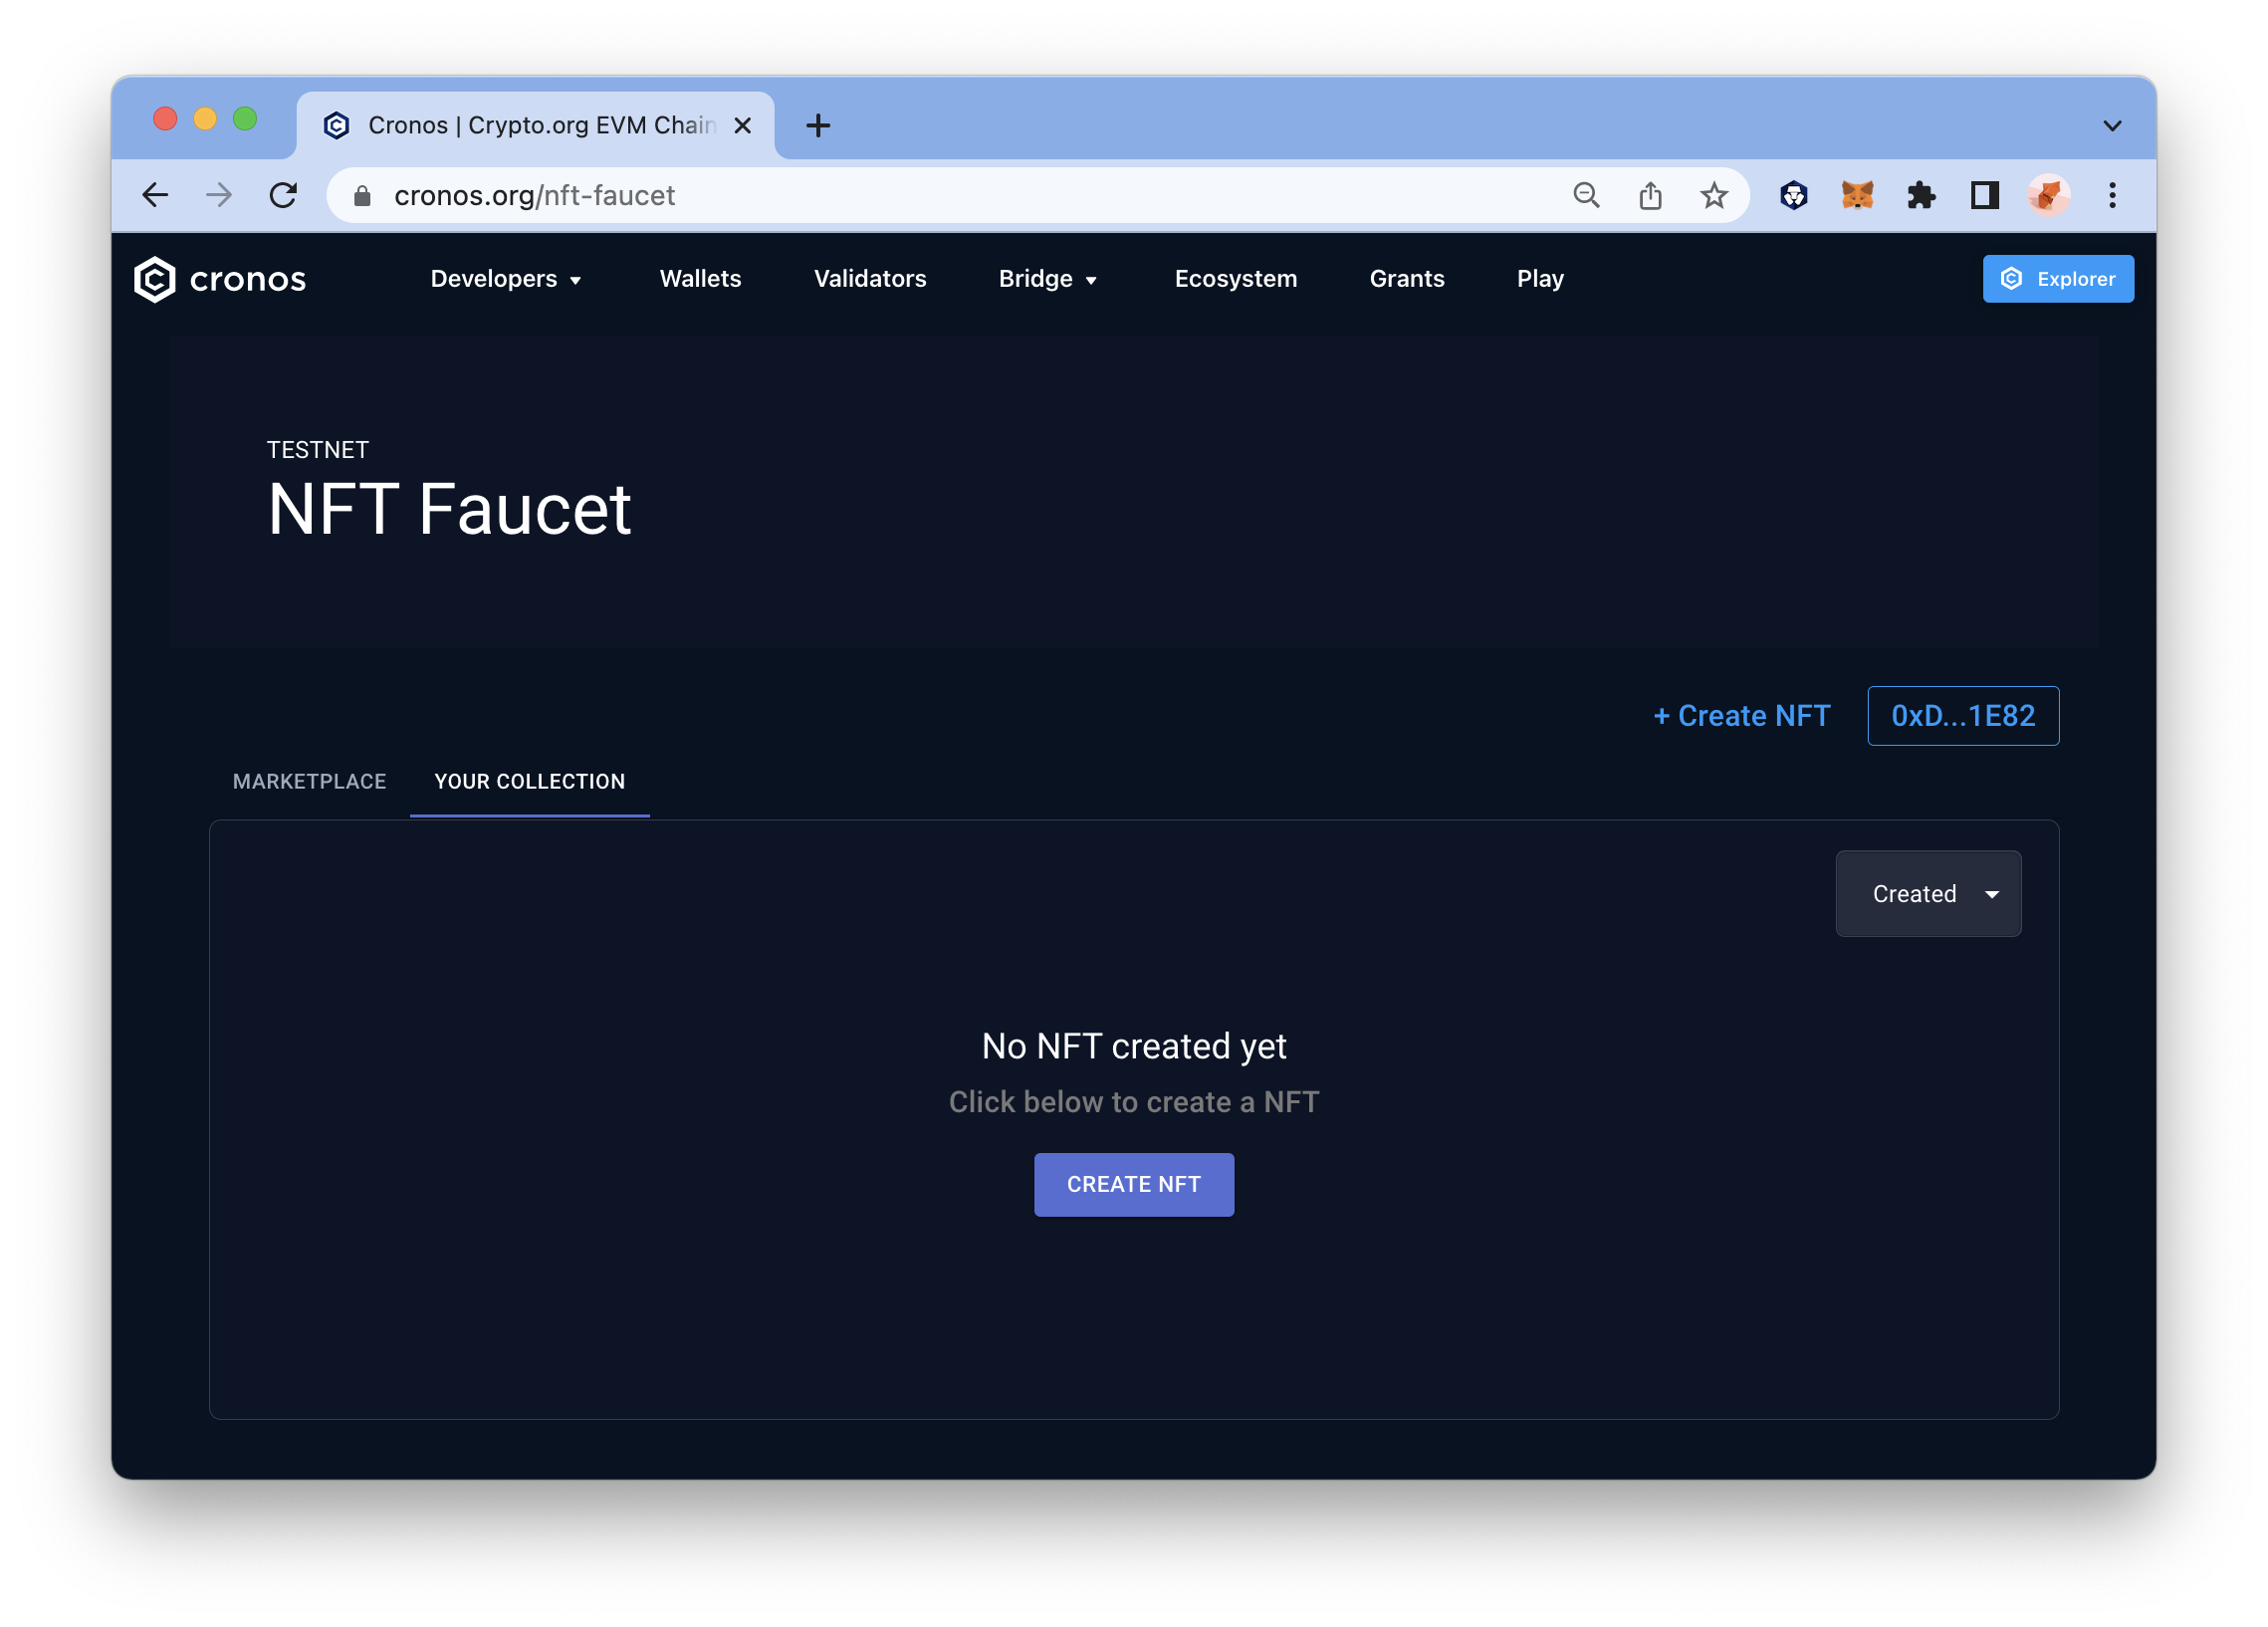 Cronos | Crypto.org EVM Chain
cronos.org/nft-faucet
cronos Developers Wallets Validators Bridge Ecosystem Grants Play Explorer
TESTNET
NFT Faucet
+ Create NFT 0xD...1E82
MARKETPLACE YOUR COLLECTION
Created
No NFT created yet
Click below to create a NFT
CREATE NFT